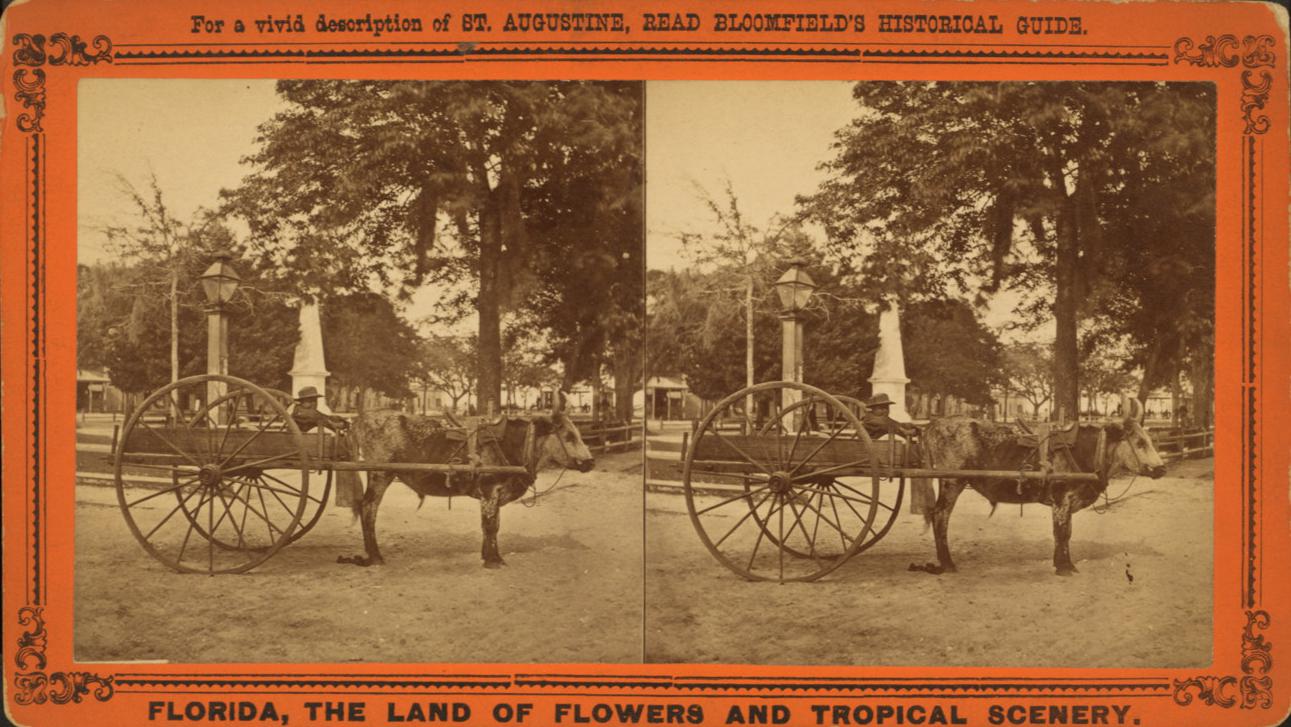 For a vivid description of ST. AUGUSTINE, READ BLOOMFIELD'S HISTORICAL GUIDE.
FLORIDA, THE LAND OF FLOWERS AND TROPICAL SCENERY.